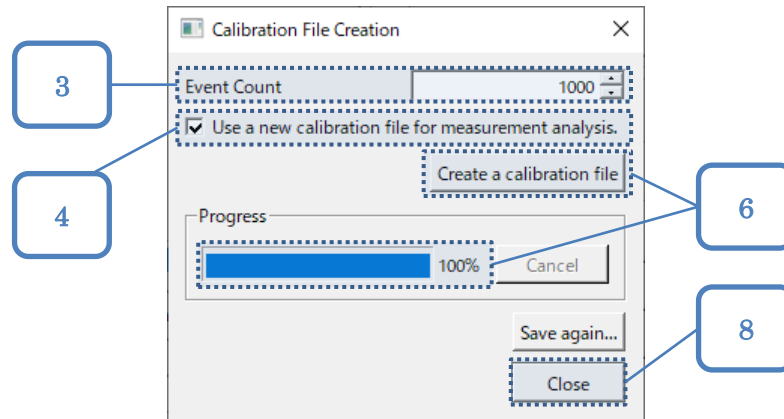 Calibration File Creation
3
Event Count 1000
Use a new calibration file for measurement analysis.
4
Create a calibration file
6
Progress
100% Cancel
Save again...
8
Close